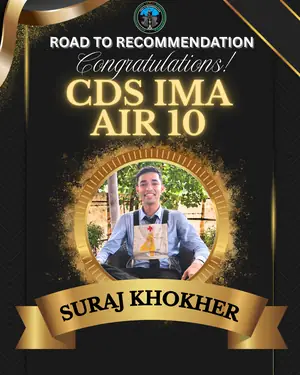 ROAD TO RECOMMENDATION
Congratulations!
CDS IMA
AIR 10
SURAJ KHOKHER